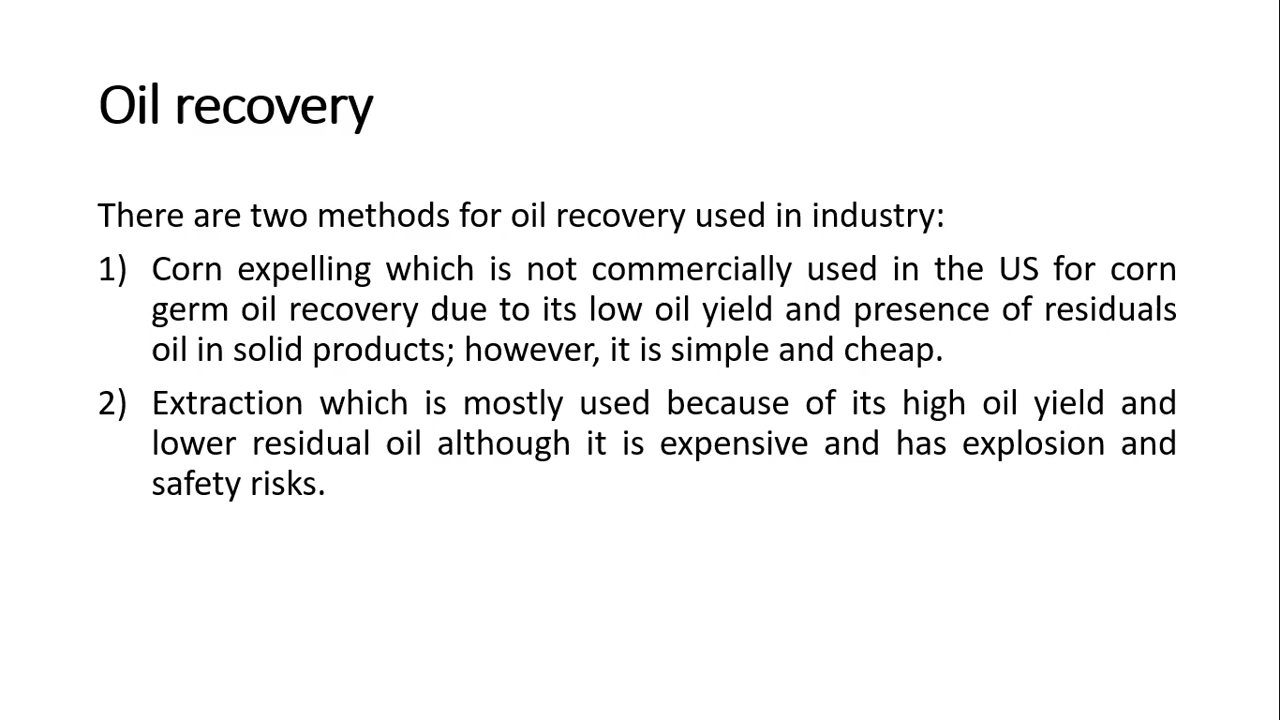 Oil recovery
There are two methods for oil recovery used in industry:
1) Corn expelling which is not commercially used in the US for corn
germ oil recovery due to its low oil yield and presence of residuals
oil in solid products; however, it is simple and cheap.
2) Extraction which is mostly used because of its high oil yield and
lower residual oil although it is expensive and has explosion and
safety risks.